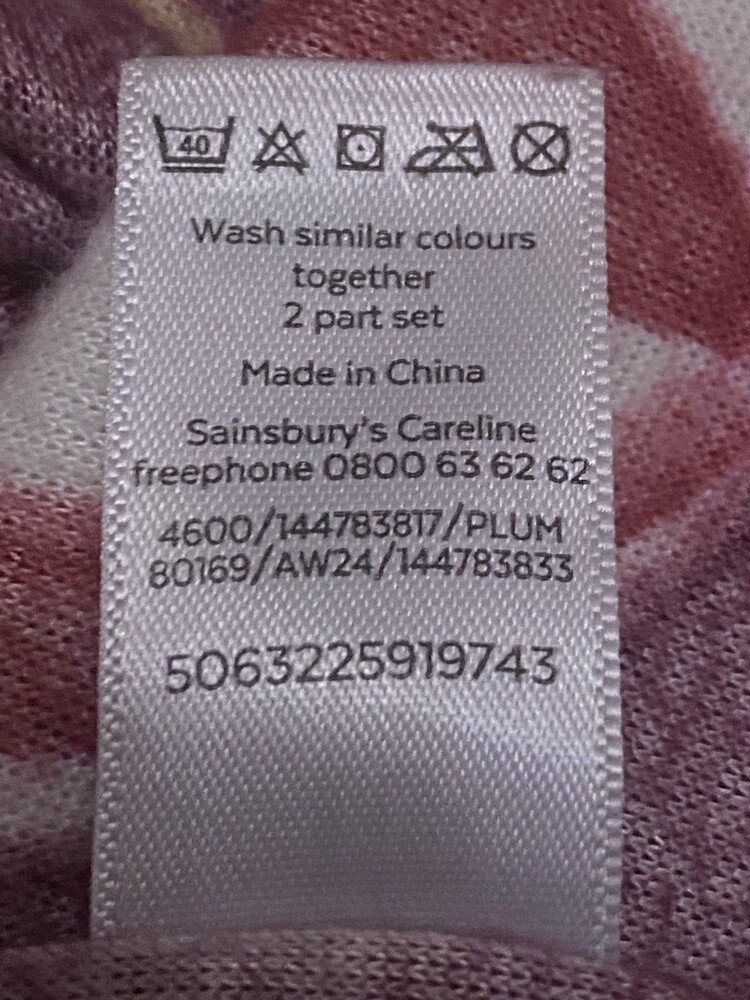 40
Wash similar colours
together
2 part set
Made in China
Sainsbury's Careline
freephone 0800 63 62 62
4600/144783817/PLUM
80169/AW24/144783833
5063225919743